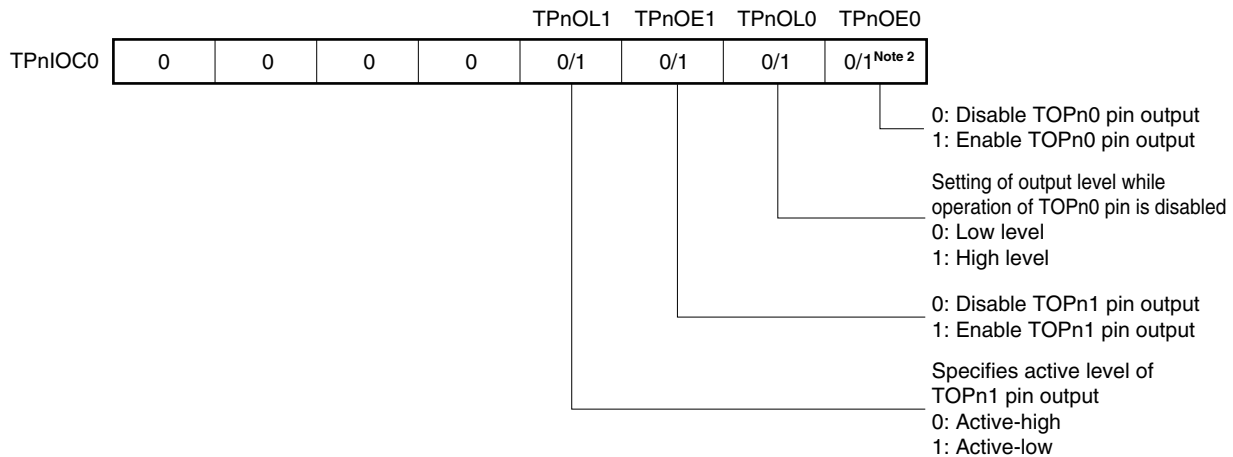 TPnOL1 TPnOE1 TPnOL0 TPnOE0
TPnIOC0 0 0 0 0 0/1 0/1 0/1 0/1Note 2
0: Disable TOPn0 pin output
1: Enable TOPn0 pin output
Setting of output level while
operation of TOPn0 pin is disabled
0: Low level
1: High level
0: Disable TOPn1 pin output
1: Enable TOPn1 pin output
Specifies active level of
TOPn1 pin output
0: Active-high
1: Active-low